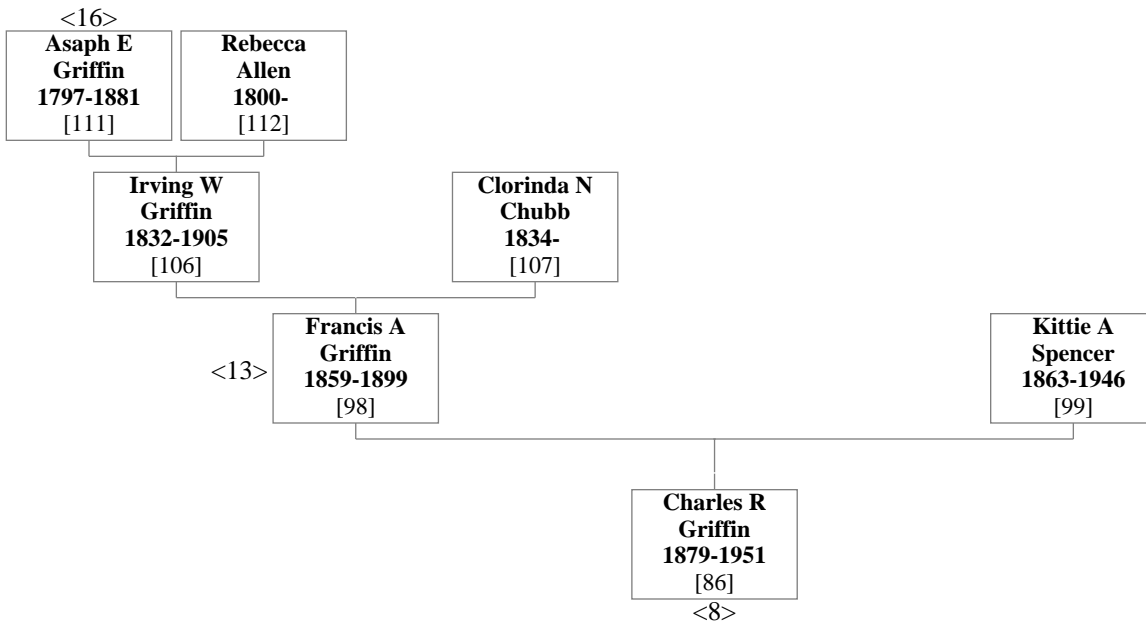 <16>
Asaph E
Griffin
1797-1881
[111]
Rebecca
Allen
1800-
[112]
Irving W
Griffin
1832-1905
[106]
Clorinda N
Chubb
1834-
[107]
<13>
Francis A
Griffin
1859-1899
[98]
Kittie A
Spencer
1863-1946
[99]
Charles R
Griffin
1879-1951
[86]
<8>